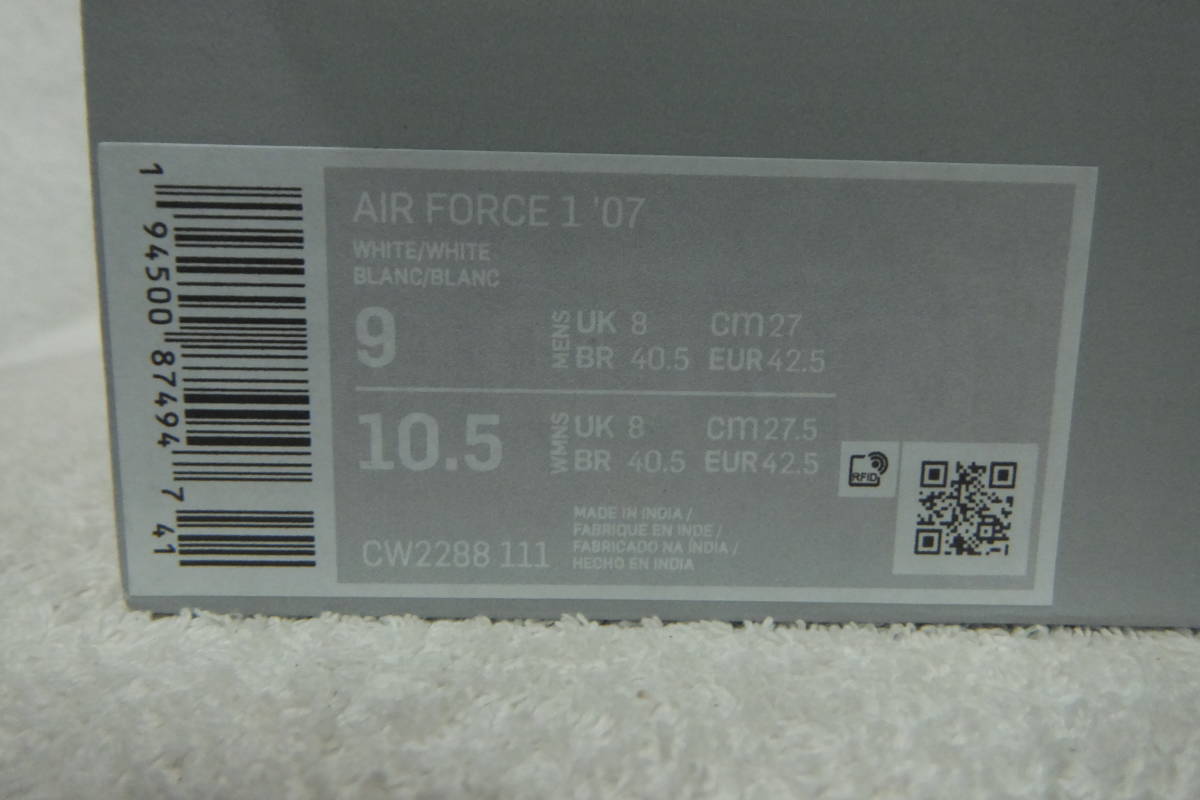 1 94500 87494 7 41
AIR FORCE 1 '07
WHITE/WHITE
BLANC/BLANC
9
MENS
UK 8 cm 27
BR 40.5 EUR 42.5
10.5
WMNS
UK 8 cm 27.5
BR 40.5 EUR 42.5
RFID
CW2288 111
MADE IN INDIA /
FABRIQUE EN INDE /
FABRICADO NA ÍNDIA /
HECHO EN INDIA